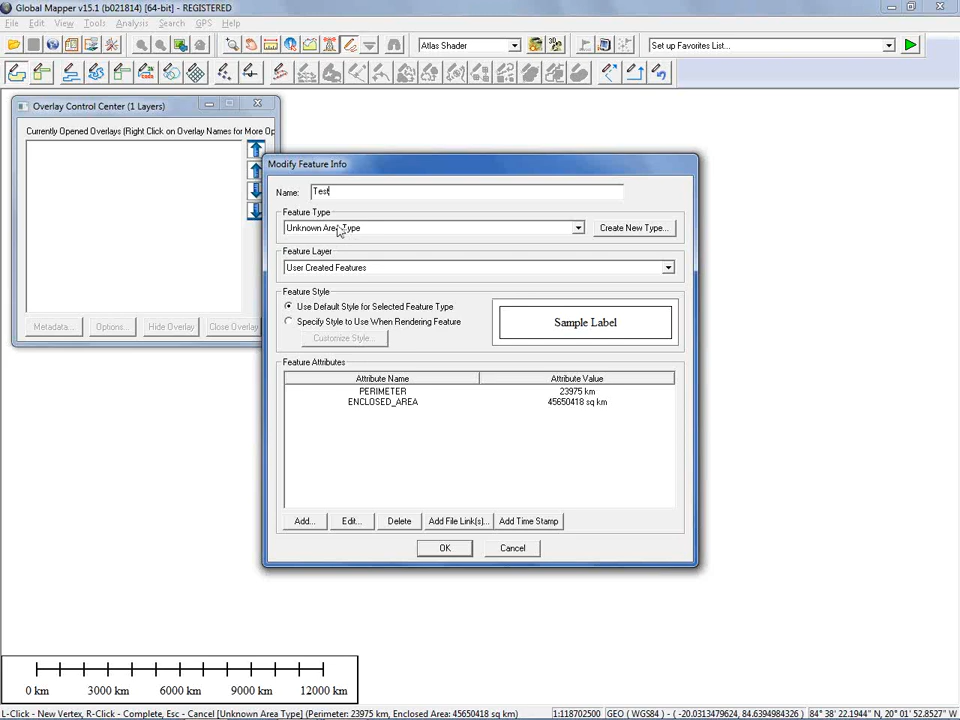 Global Mapper v15.1 (b021814) [64-bit] - REGISTERED
File Edit View Tools Analysis Search GPS Help
Atlas Shader
Set up Favorites List...
Overlay Control Center (1 Layers)
Currently Opened Overlays (Right Click on Overlay Names for More Op
Metadata... Options... Hide Overlay Close Overlay
Modify Feature Info
Name: Test
Feature Type
Unknown Area Type Create New Type...
Feature Layer
User Created Features
Feature Style
Use Default Style for Selected Feature Type
Specify Style to Use When Rendering Feature
Customize Style...
Sample Label
Feature Attributes
Attribute Name Attribute Value
PERIMETER 23975 km
ENCLOSED_AREA 45650418 sq km
Add... Edit... Delete Add File Link(s)... Add Time Stamp
OK Cancel
0 km 3000 km 6000 km 9000 km 12000 km
L-Click - New Vertex, R-Click - Complete, Esc - Cancel [Unknown Area Type] (Perimeter: 23975 km, Enclosed Area: 45650418 sq km) 1:118702500 GEO ( WGS84 ) - ( -20.0313479624, 84.6394984326 ) 84° 38' 22.1944" N, 20° 01' 52.8527" W